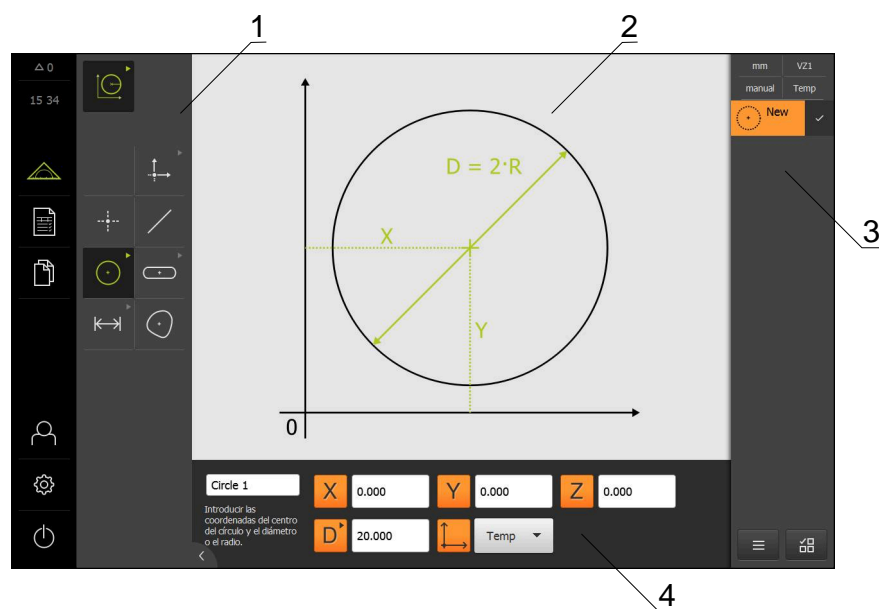 1
2
△ 0
mm
VZ1
15 34
manual
Temp
New
D = 2·R
3
X
Y
0
Circle 1
X
0.000
Y
0.000
Z
0.000
Introducir las
coordenadas del centro
del círculo y el diámetro
o el radio.
D
20.000
Temp
4